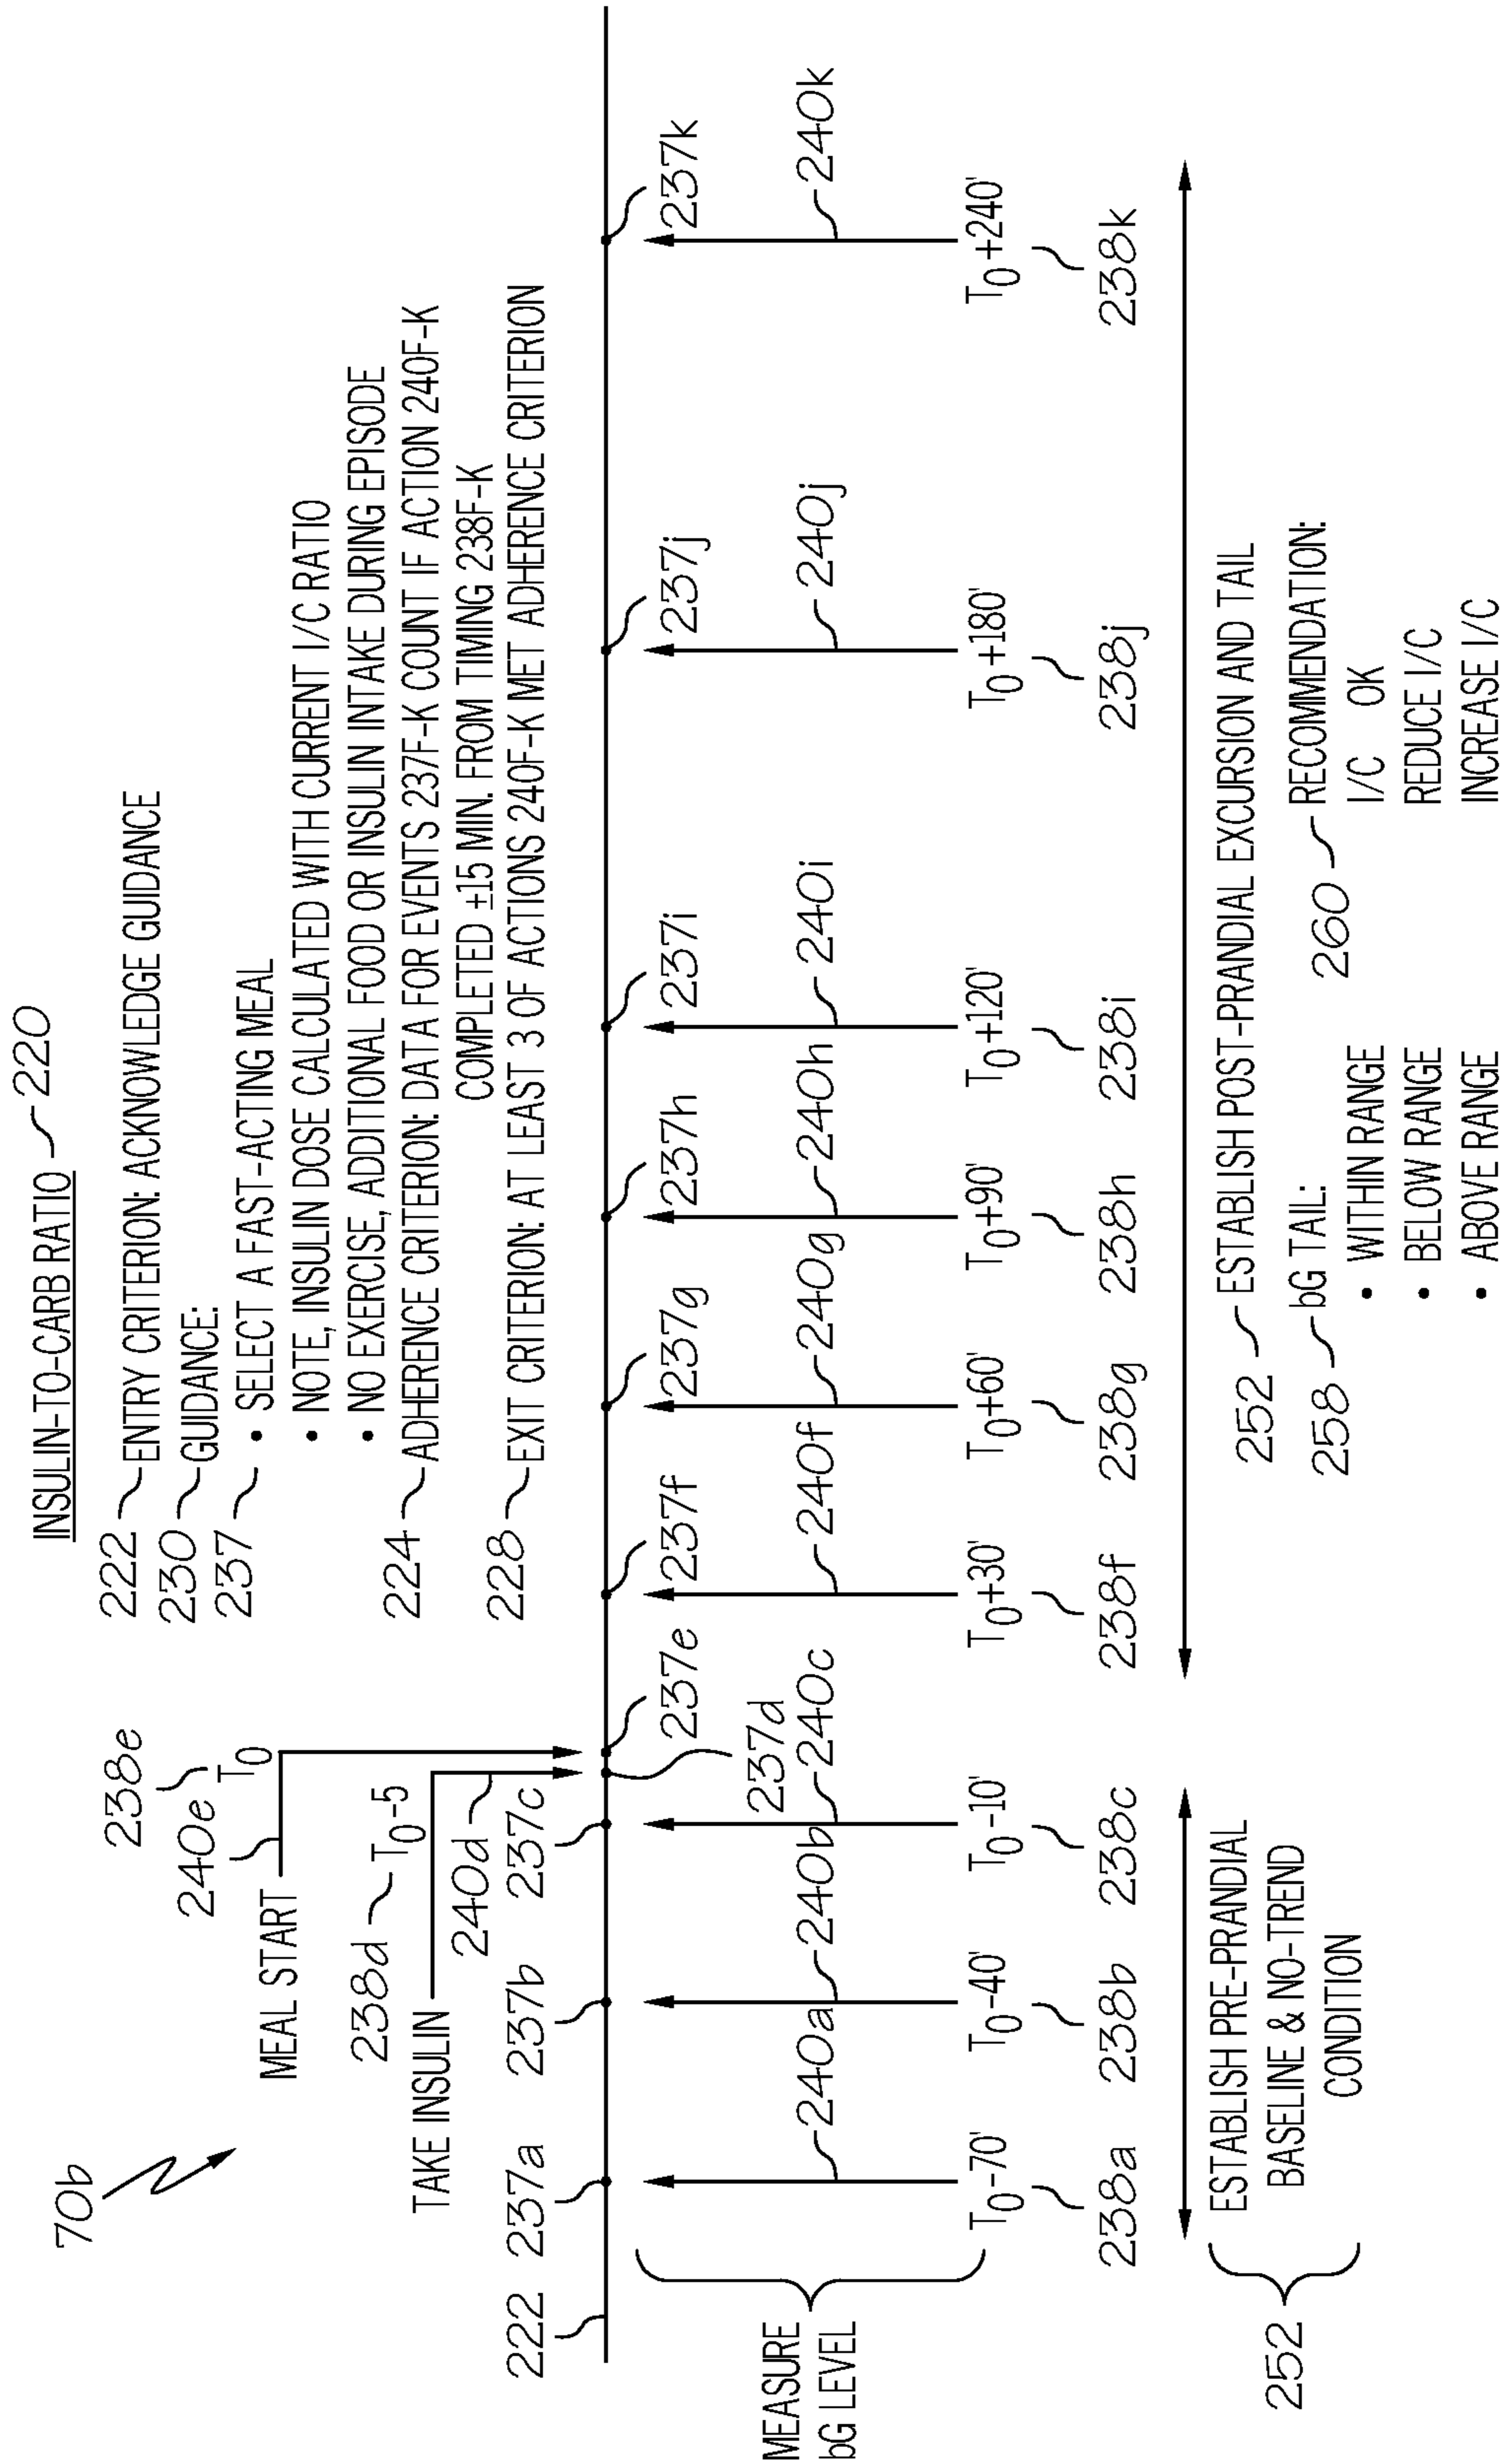 INSULIN-TO-CARB RATIO 220
70b
222 ENTRY CRITERION: ACKNOWLEDGE GUIDANCE
230 GUIDANCE:
237 • SELECT A FAST-ACTING MEAL
• NOTE, INSULIN DOSE CALCULATED WITH CURRENT I/C RATIO
• NO EXERCISE, ADDITIONAL FOOD OR INSULIN INTAKE DURING EPISODE
224 ADHERENCE CRITERION: DATA FOR EVENTS 237F-K COUNT IF ACTION 240F-K
COMPLETED ±15 MIN. FROM TIMING 238F-K
228 EXIT CRITERION: AT LEAST 3 OF ACTIONS 240F-K MET ADHERENCE CRITERION
238e
240e T0
MEAL START
238d T0-5
TAKE INSULIN
240d
222 237a 237b 237c
237e 237f 237g 237h 237i 237j 237k
237d
MEASURE
bG LEVEL
240a 240b 240c 240f 240g 240h 240i 240j 240k
T0-70' T0-40' T0-10' T0+30' T0+60' T0+90' T0+120' T0+180' T0+240'
238a 238b 238c 238f 238g 238h 238i 238j 238k
252
ESTABLISH PRE-PRANDIAL
BASELINE & NO-TREND
CONDITION
252 ESTABLISH POST-PRANDIAL EXCURSION AND TAIL
258 bG TAIL: 260 RECOMMENDATION:
• WITHIN RANGE I/C OK
• BELOW RANGE REDUCE I/C
• ABOVE RANGE INCREASE I/C